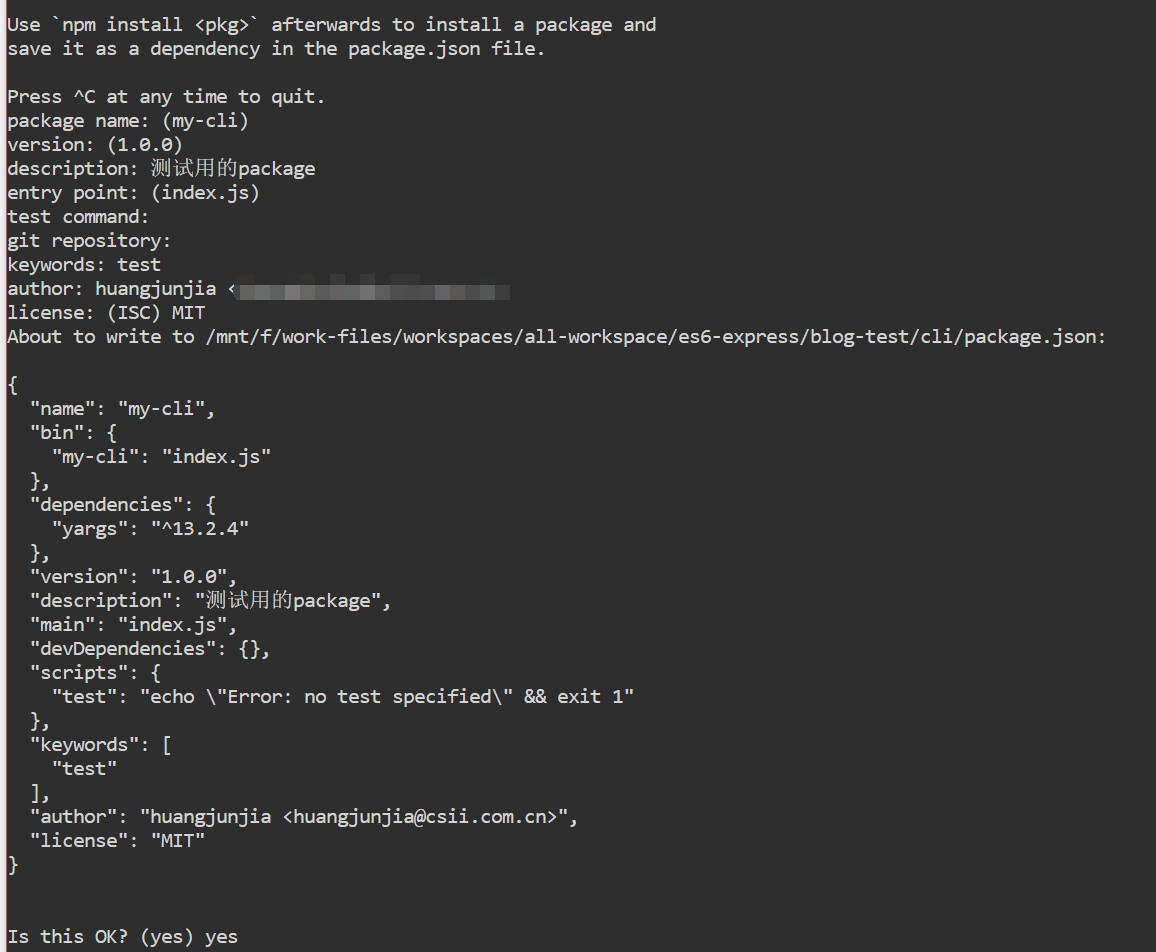 Use `npm install <pkg>` afterwards to install a package and
save it as a dependency in the package.json file.
Press ^C at any time to quit.
package name: (my-cli)
version: (1.0.0)
description: 测试用的package
entry point: (index.js)
test command:
git repository:
keywords: test
author: huangjunjia <
license: (ISC) MIT
About to write to /mnt/f/work-files/workspaces/all-workspace/es6-express/blog-test/cli/package.json:
{
  "name": "my-cli",
  "bin": {
    "my-cli": "index.js"
  },
  "dependencies": {
    "yargs": "^13.2.4"
  },
  "version": "1.0.0",
  "description": "测试用的package",
  "main": "index.js",
  "devDependencies": {},
  "scripts": {
    "test": "echo \"Error: no test specified\" && exit 1"
  },
  "keywords": [
    "test"
  ],
  "author": "huangjunjia <huangjunjia@csii.com.cn>",
  "license": "MIT"
}
Is this OK? (yes) yes